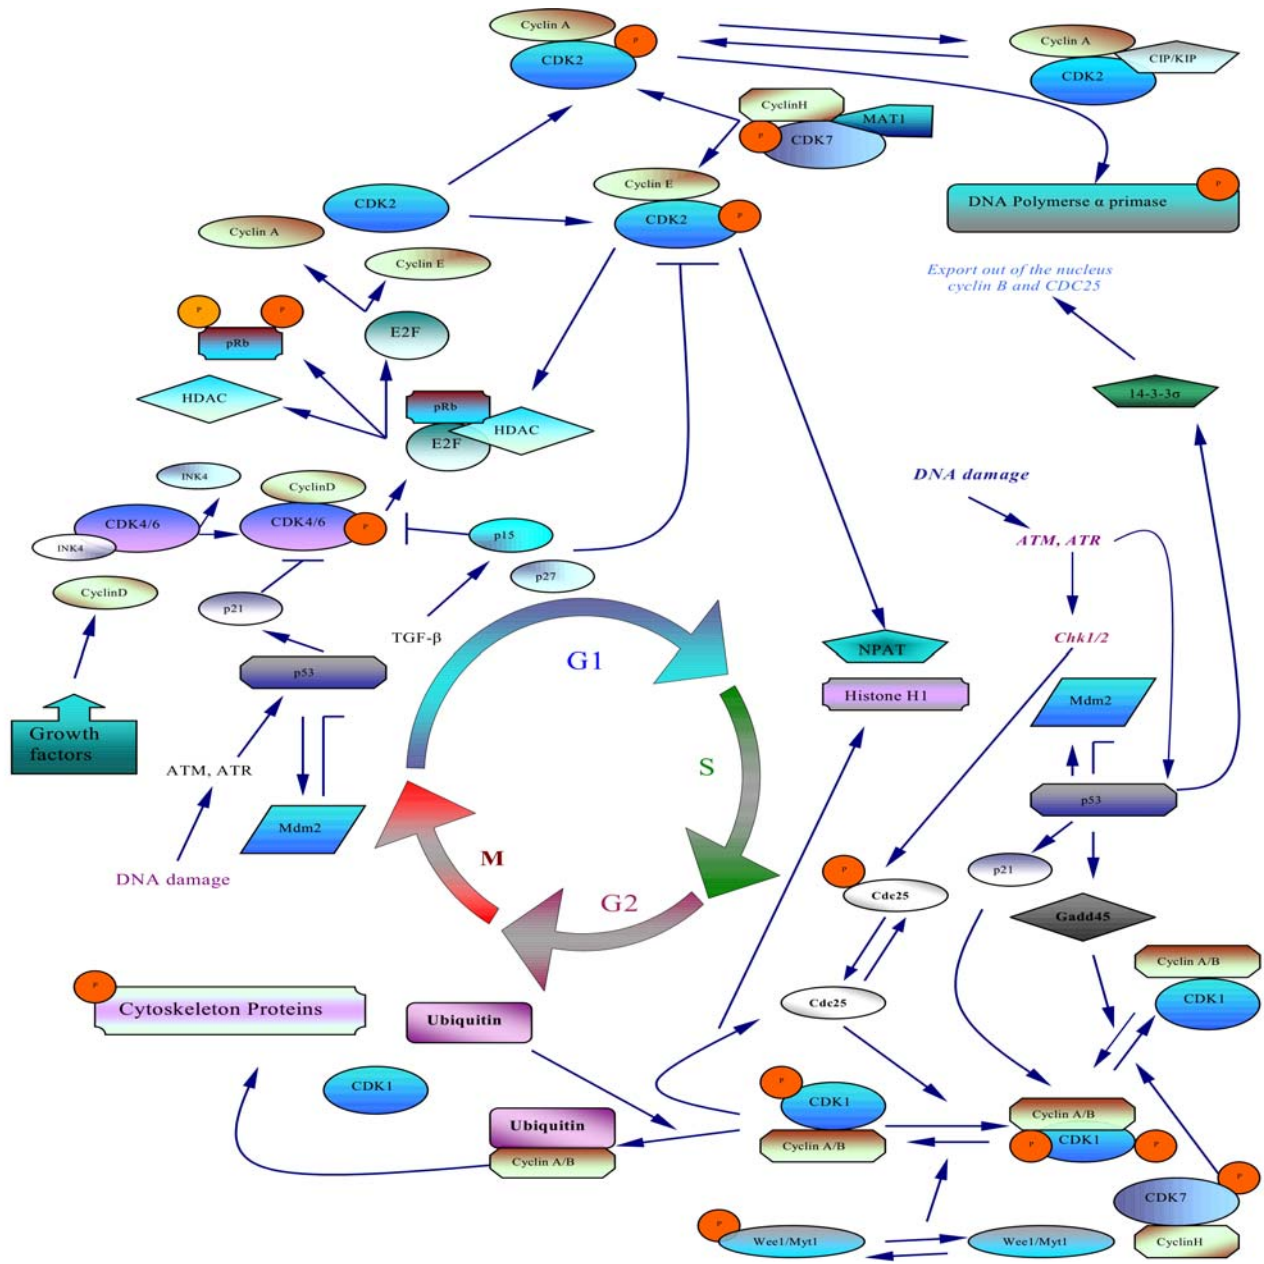 Cyclin A
P
CDK2
Cyclin A
CIP/KIP
CDK2
CyclinH
MAT1
P
CDK7
Cyclin E
CDK2
P
CDK2
P
DNA Polymerse α primase
Cyclin A
Cyclin E
Export out of the nucleus
cyclin B and CDC25
P
P
pRb
E2F
HDAC
pRb
HDAC
E2F
14-3-3σ
INK4
CyclinD
CDK4/6
CDK4/6
P
INK4
p15
p27
DNA damage
ATM, ATR
CyclinD
p21
TGF-β
Chk1/2
G1
NPAT
p53
Histone H1
Mdm2
Growth
factors
ATM, ATR
S
p53
Mdm2
M
DNA damage
G2
P
Cdc25
p21
Gadd45
Cyclin A/B
CDK1
P
Cytoskeleton Proteins
Ubiquitin
Cdc25
CDK1
P
CDK1
Cyclin A/B
Ubiquitin
Cyclin A/B
Cyclin A/B
P
CDK1
P
P
CDK7
P
Wee1/Myt1
Wee1/Myt1
CyclinH